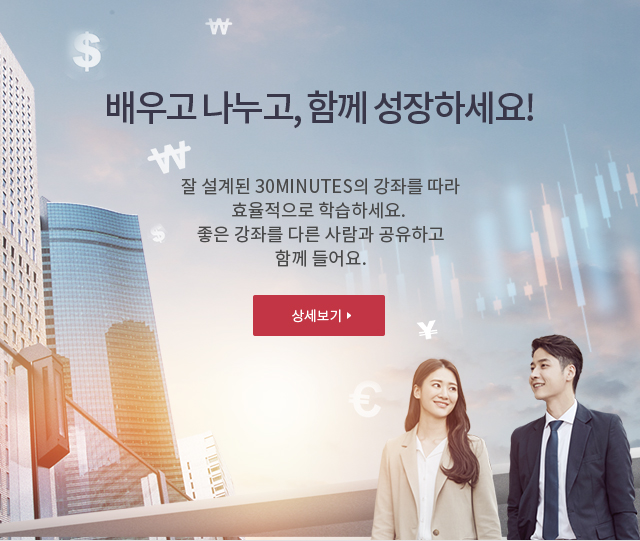 배우고 나누고, 함께 성장하세요!
잘 설계된 30MINUTES의 강좌를 따라
효율적으로 학습하세요.
좋은 강좌를 다른 사람과 공유하고
함께 들어요.
상세보기